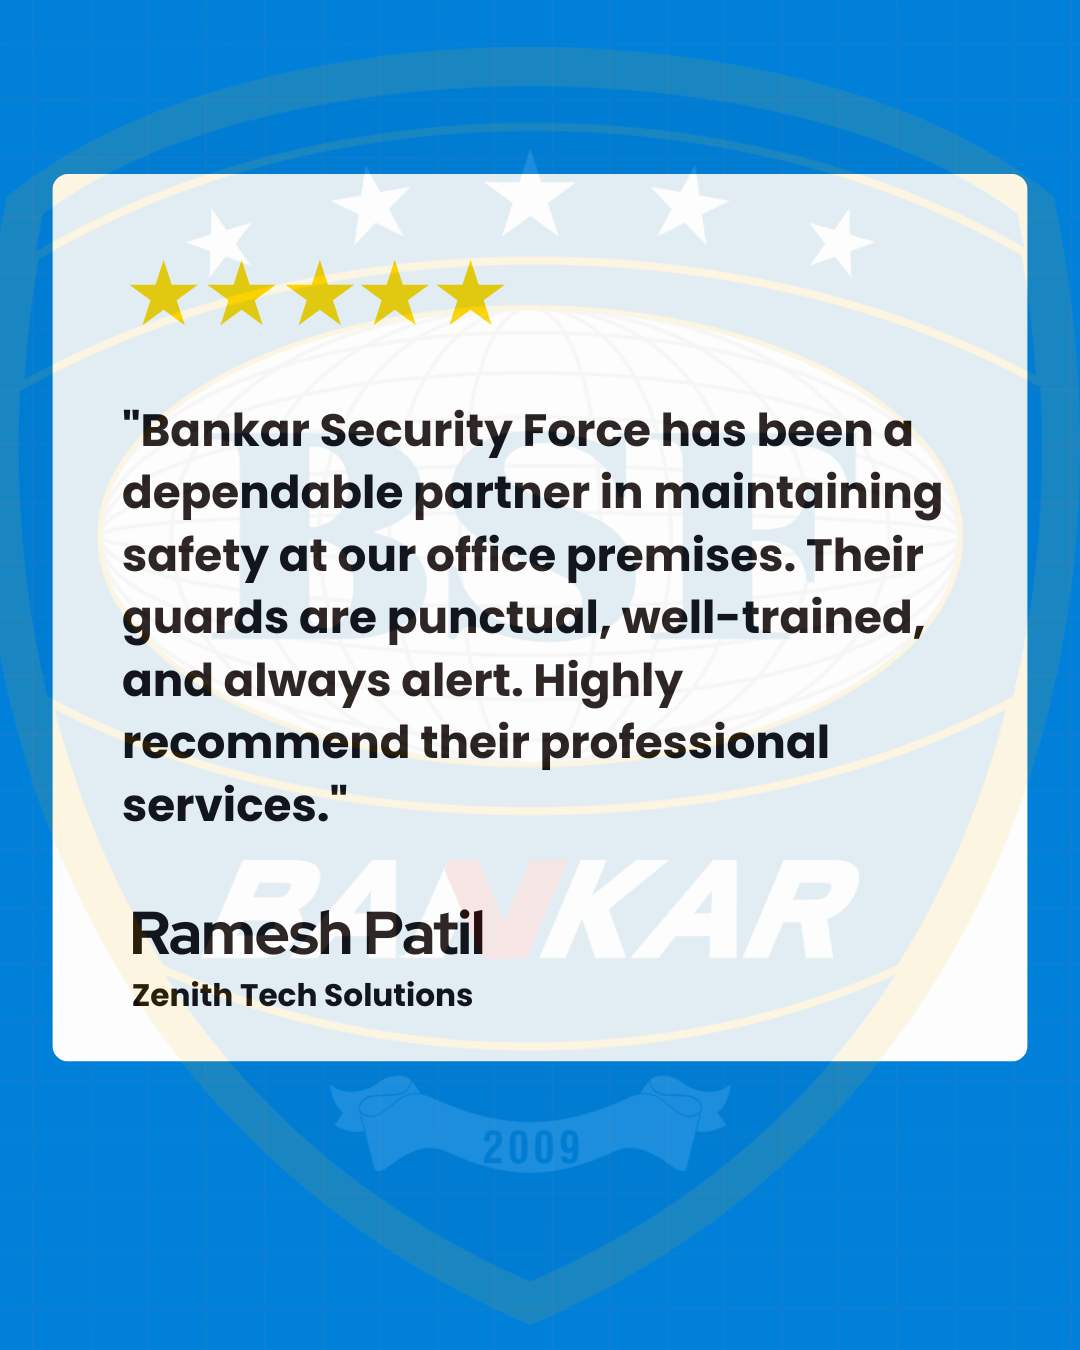 "Bankar Security Force has been a
dependable partner in maintaining
safety at our office premises. Their
guards are punctual, well-trained,
and always alert. Highly
recommend their professional
services."
BSF
BANKAR
Ramesh Patil
Zenith Tech Solutions
2009